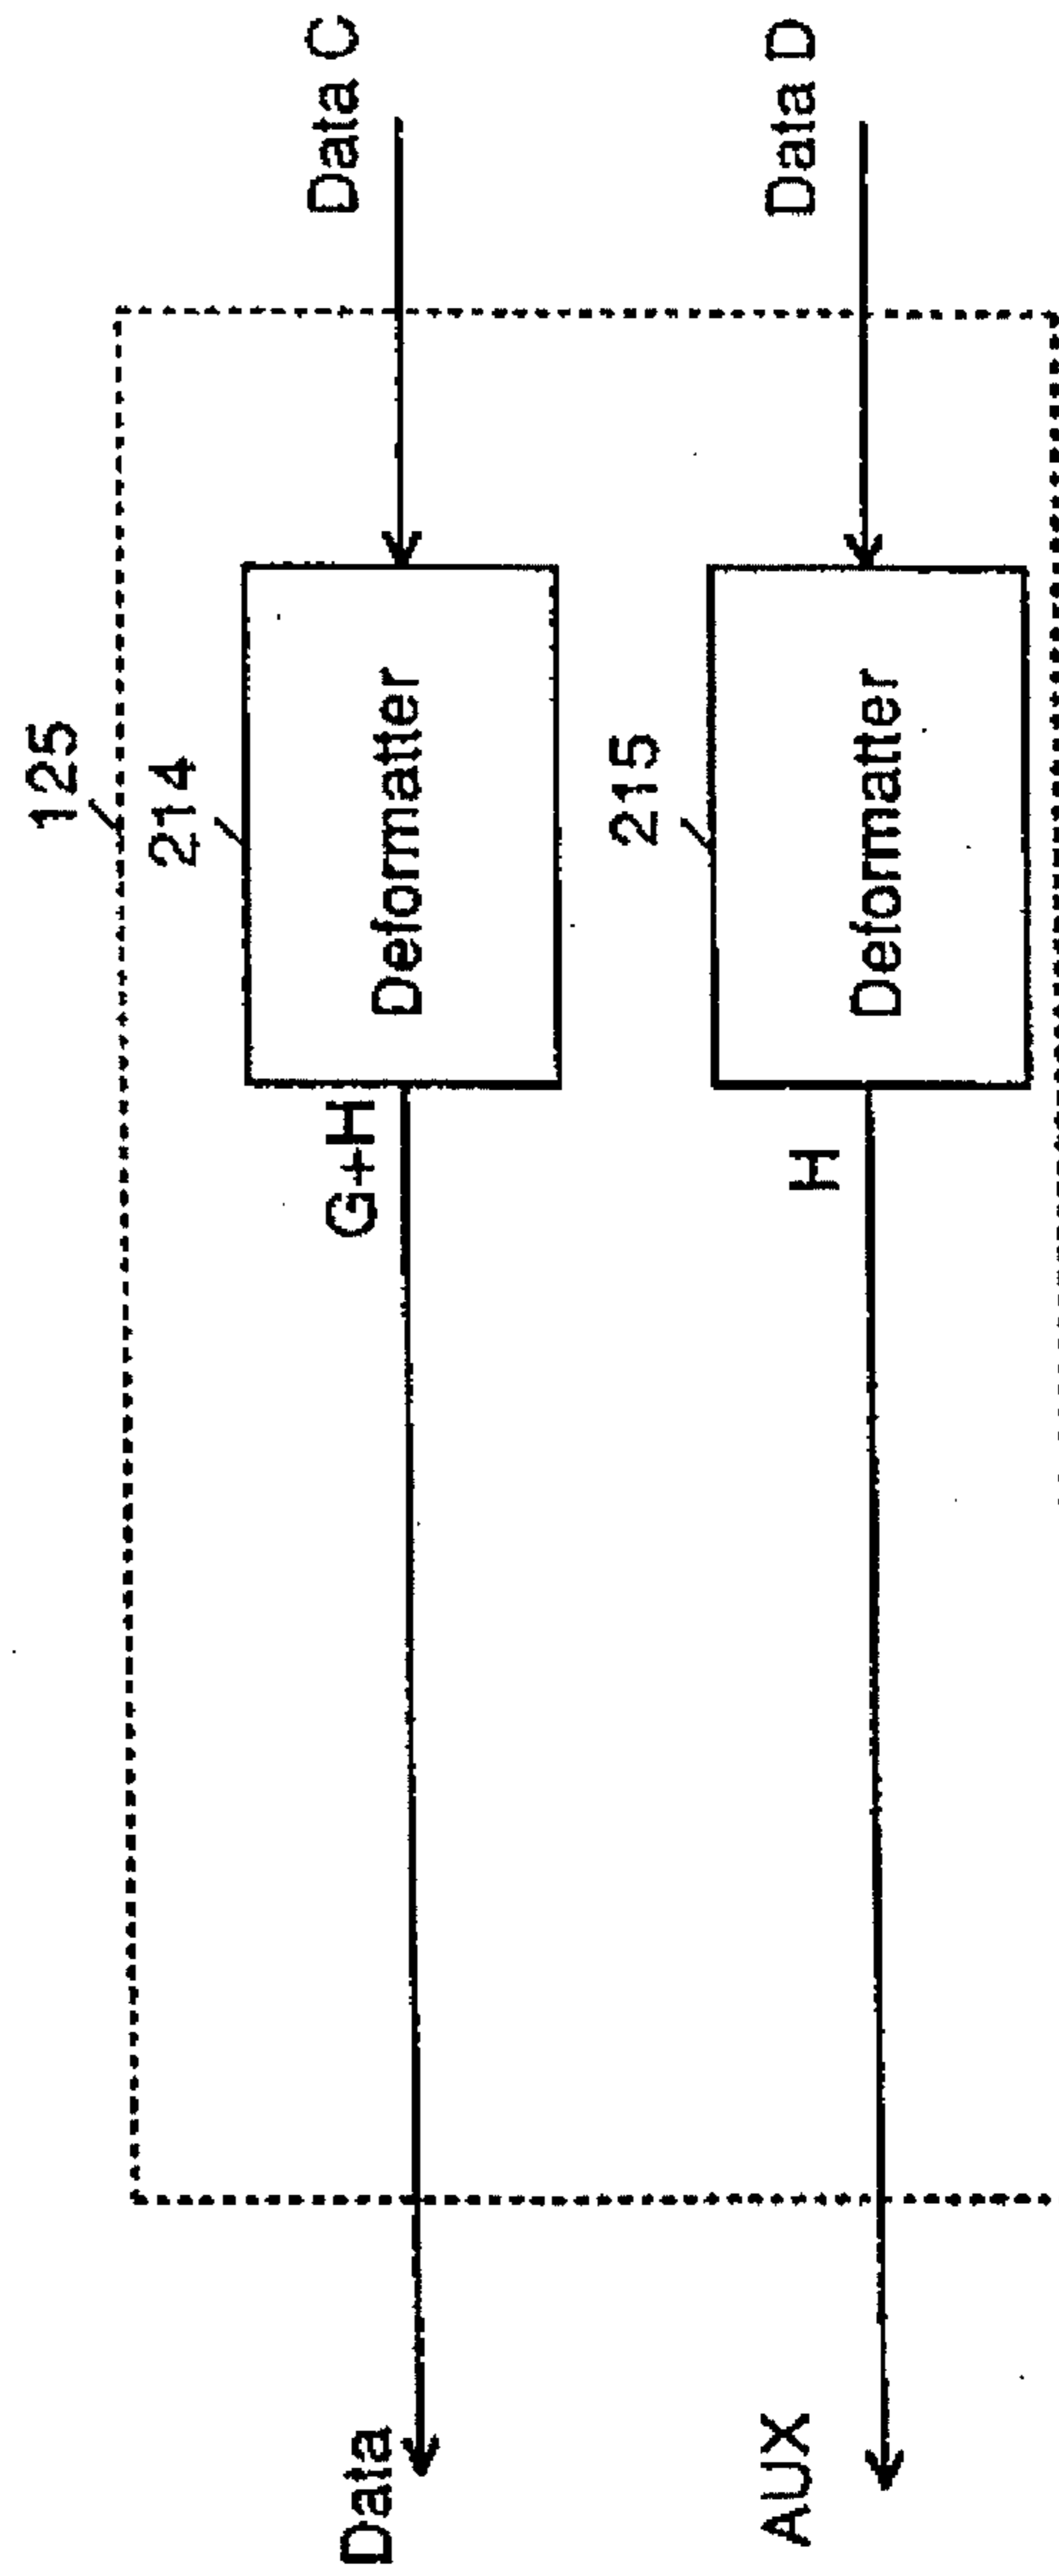 125
214
Data
G+H
Deformatter
Data C
215
AUX
H
Deformatter
Data D